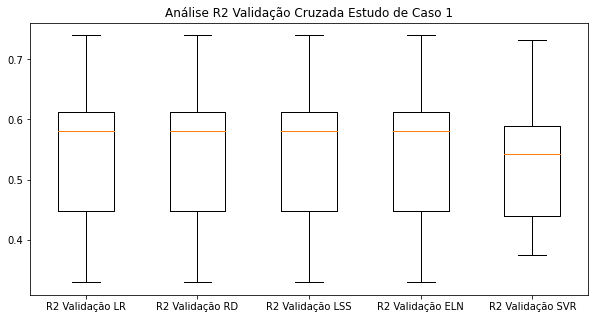 Análise R2 Validação Cruzada Estudo de Caso 1
0.7
0.6
0.5
0.4
R2 Validação LR R2 Validação RD R2 Validação LSS R2 Validação ELN R2 Validação SVR